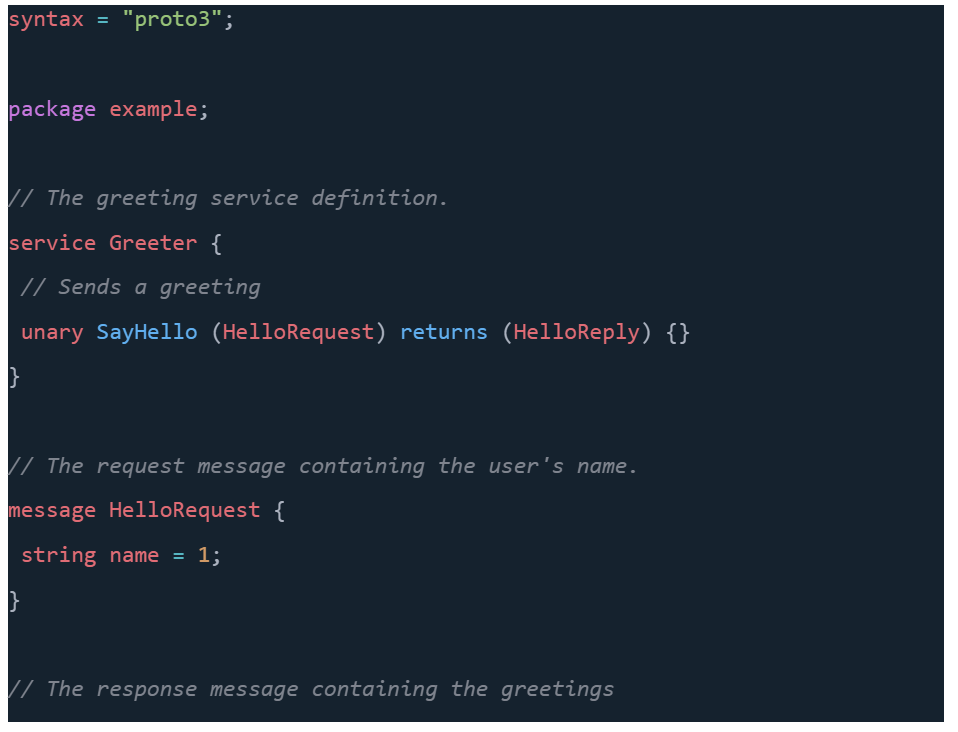 syntax = "proto3";
package example;
// The greeting service definition.
service Greeter {
 // Sends a greeting
 unary SayHello (HelloRequest) returns (HelloReply) {}
}
// The request message containing the user's name.
message HelloRequest {
 string name = 1;
}
// The response message containing the greetings